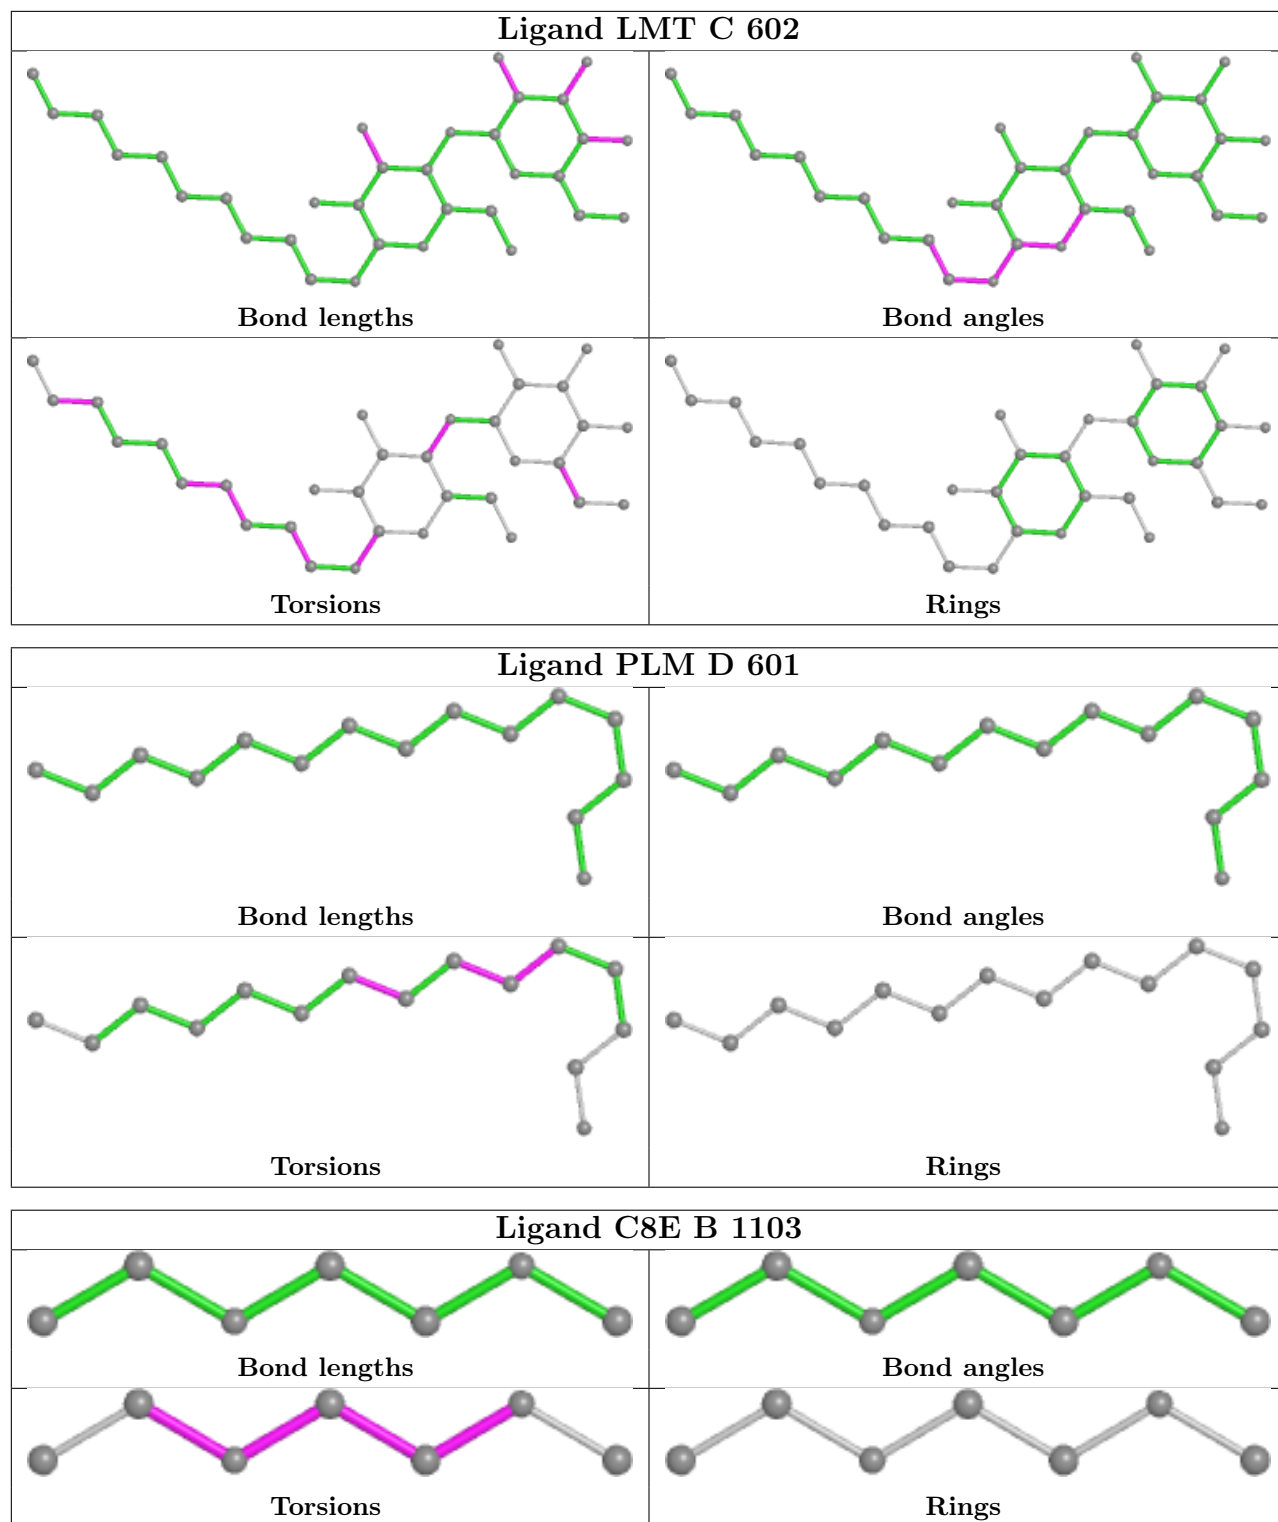 Ligand LMT C 602
Bond lengths
Bond angles
Torsions
Rings
Ligand PLM D 601
Bond lengths
Bond angles
Torsions
Rings
Ligand C8E B 1103
Bond lengths
Bond angles
Torsions
Rings